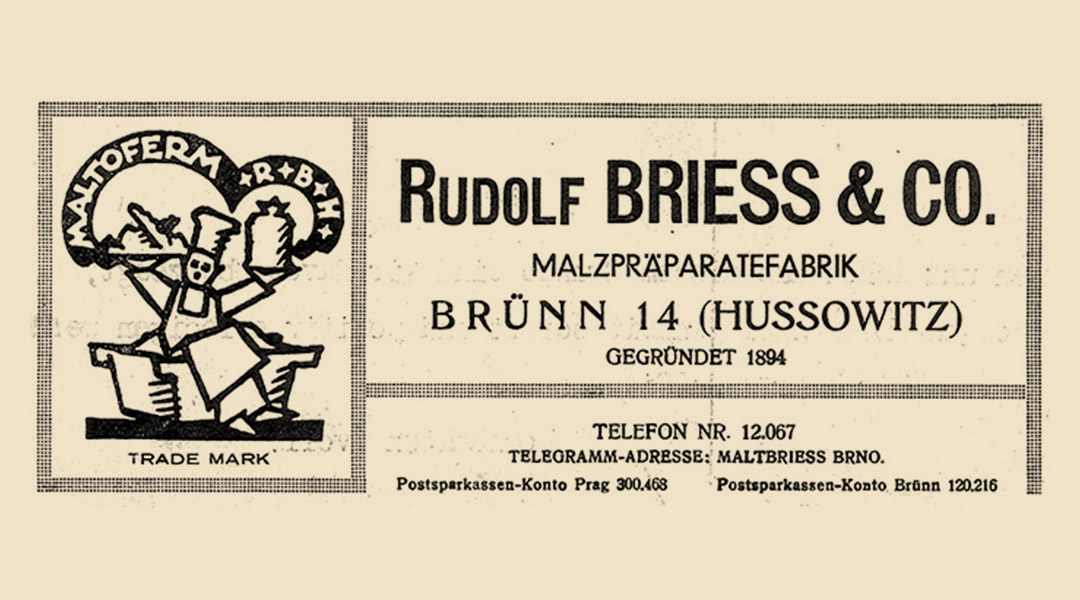 MALTOFERM
R+B+H
TRADE MARK
RUDOLF BRIESS & CO.
MALZPRÄPARATEFABRIK
BRÜNN 14 (HUSSOWITZ)
GEGRÜNDET 1894
TELEFON NR. 12.067
TELEGRAMM-ADRESSE: MALTBRIESS BRNO.
Postsparkassen-Konto Prag 300.468 Postsparkassen-Konto Brünn 120.216